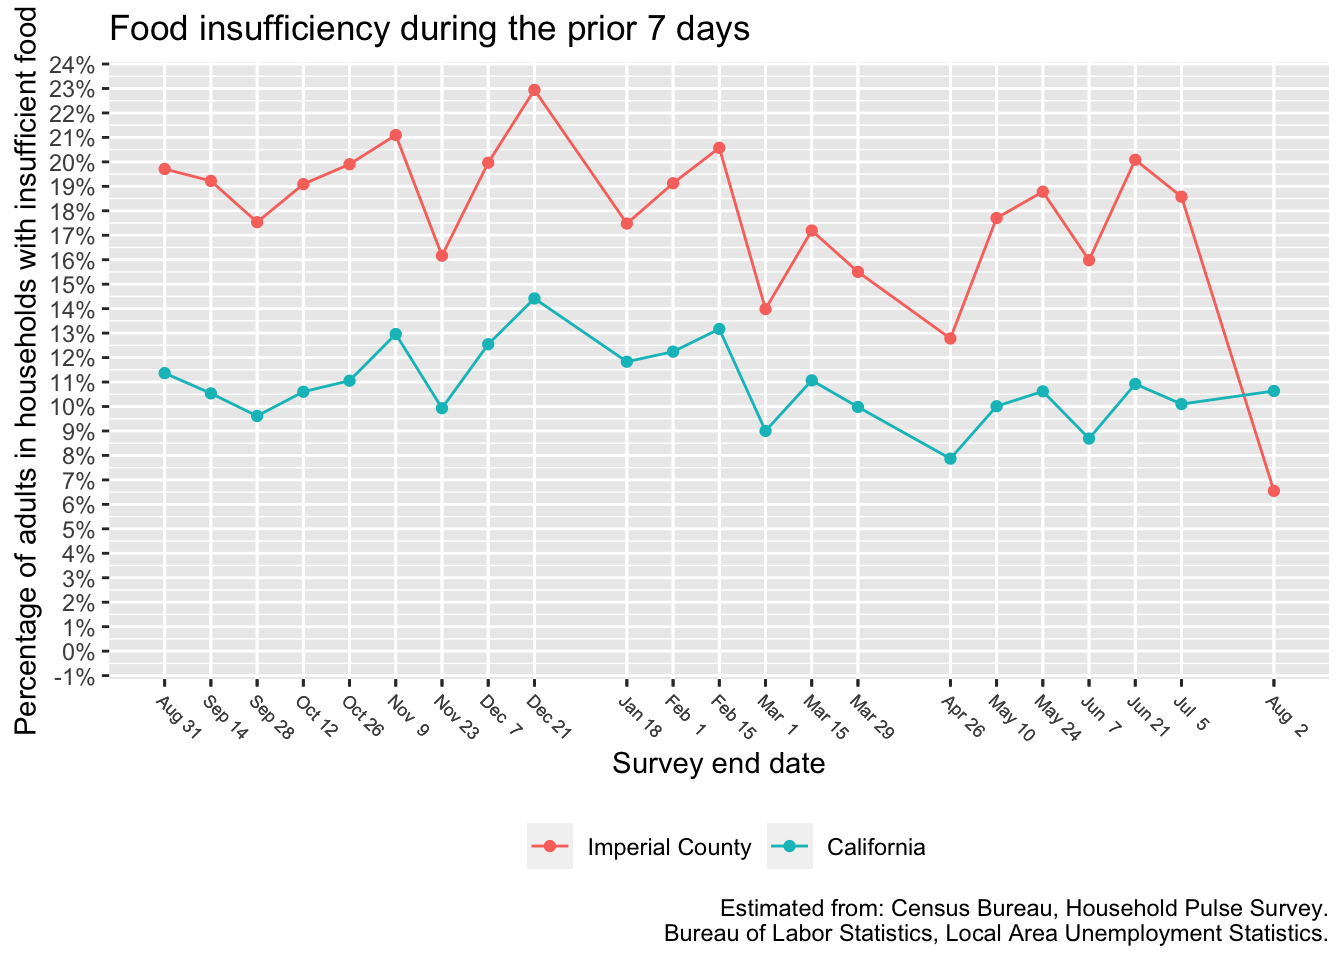 Food insufficiency during the prior 7 days
Percentage of adults in households with insufficient food
24%
23%
22%
21%
20%
19%
18%
17%
16%
15%
14%
13%
12%
11%
10%
9%
8%
7%
6%
5%
4%
3%
2%
1%
0%
-1%
Aug 31
Sep 14
Sep 28
Oct 12
Oct 26
Nov 9
Nov 23
Dec 7
Dec 21
Jan 18
Feb 1
Feb 15
Mar 1
Mar 15
Mar 29
Apr 26
May 10
May 24
Jun 7
Jun 21
Jul 5
Aug 2
Survey end date
Imperial County
California
Estimated from: Census Bureau, Household Pulse Survey.
Bureau of Labor Statistics, Local Area Unemployment Statistics.